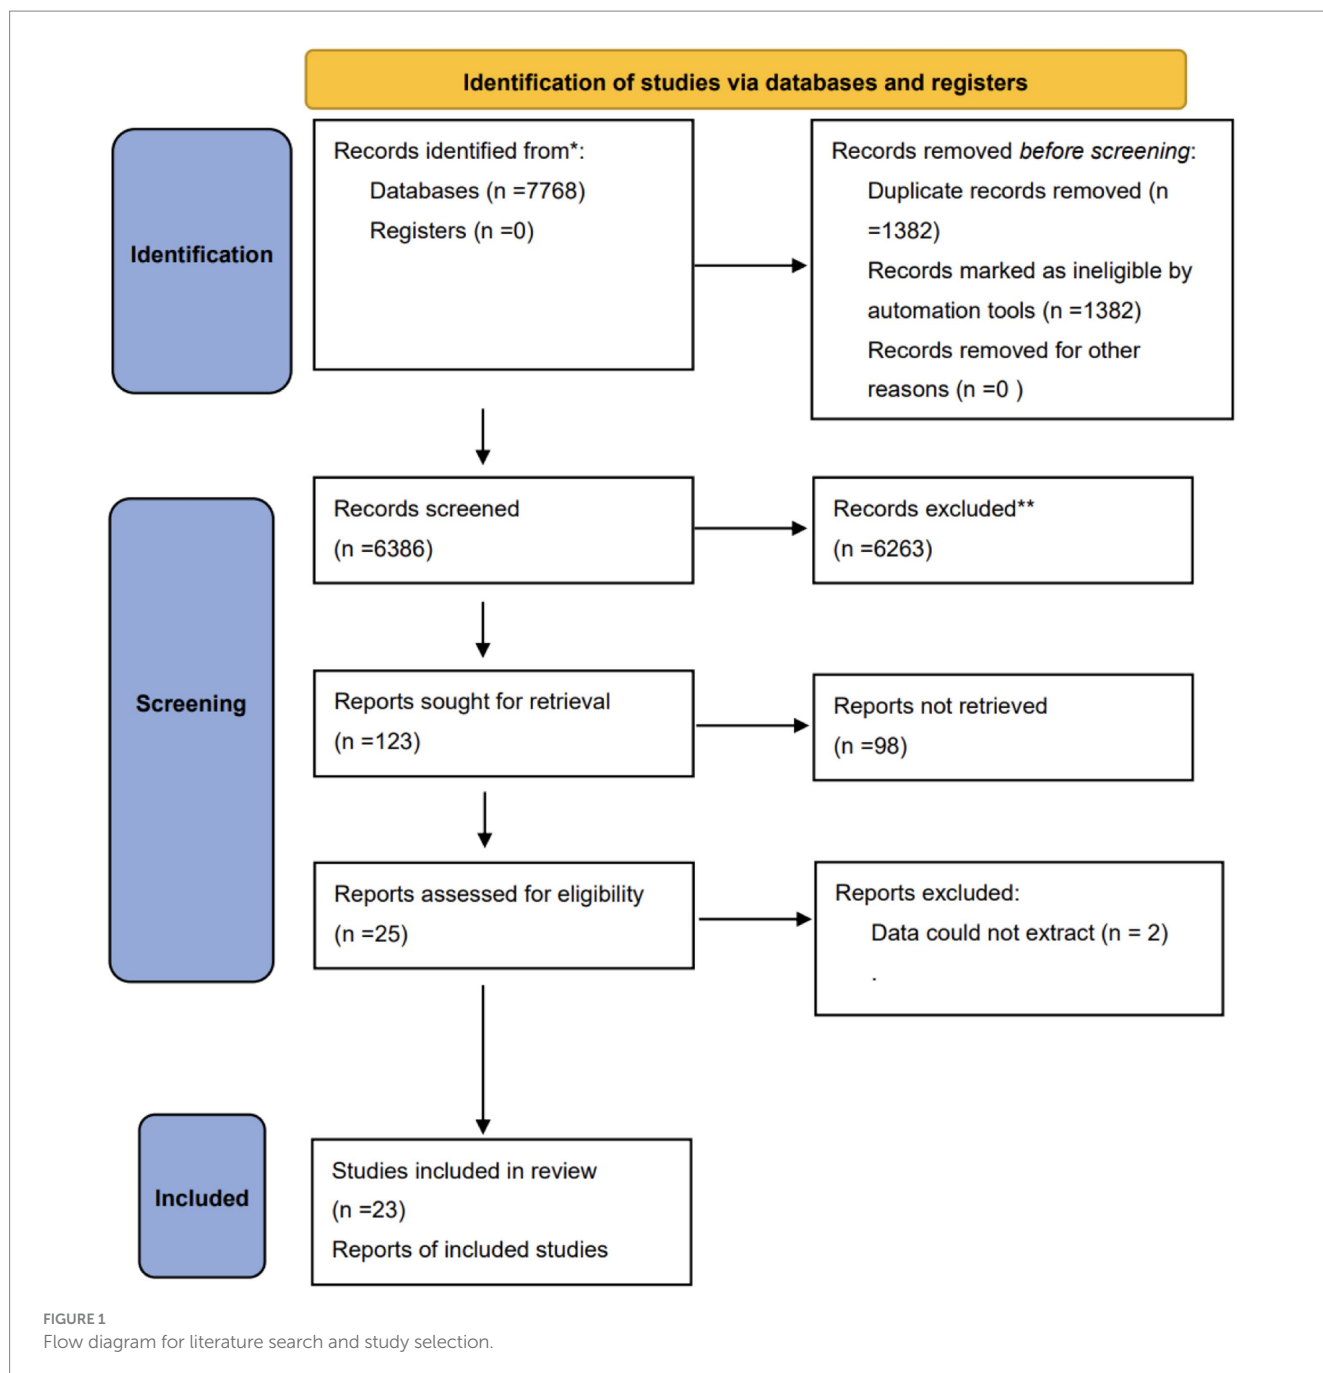 Identification of studies via databases and registers
Identification
Records identified from*:
Databases (n =7768)
Registers (n =0)
Records removed before screening:
Duplicate records removed (n
=1382)
Records marked as ineligible by
automation tools (n =1382)
Records removed for other
reasons (n =0 )
Screening
Records screened
(n =6386)
Records excluded**
(n =6263)
Reports sought for retrieval
(n =123)
Reports not retrieved
(n =98)
Reports assessed for eligibility
(n =25)
Reports excluded:
Data could not extract (n = 2)
.
Included
Studies included in review
(n =23)
Reports of included studies
FIGURE 1
Flow diagram for literature search and study selection.